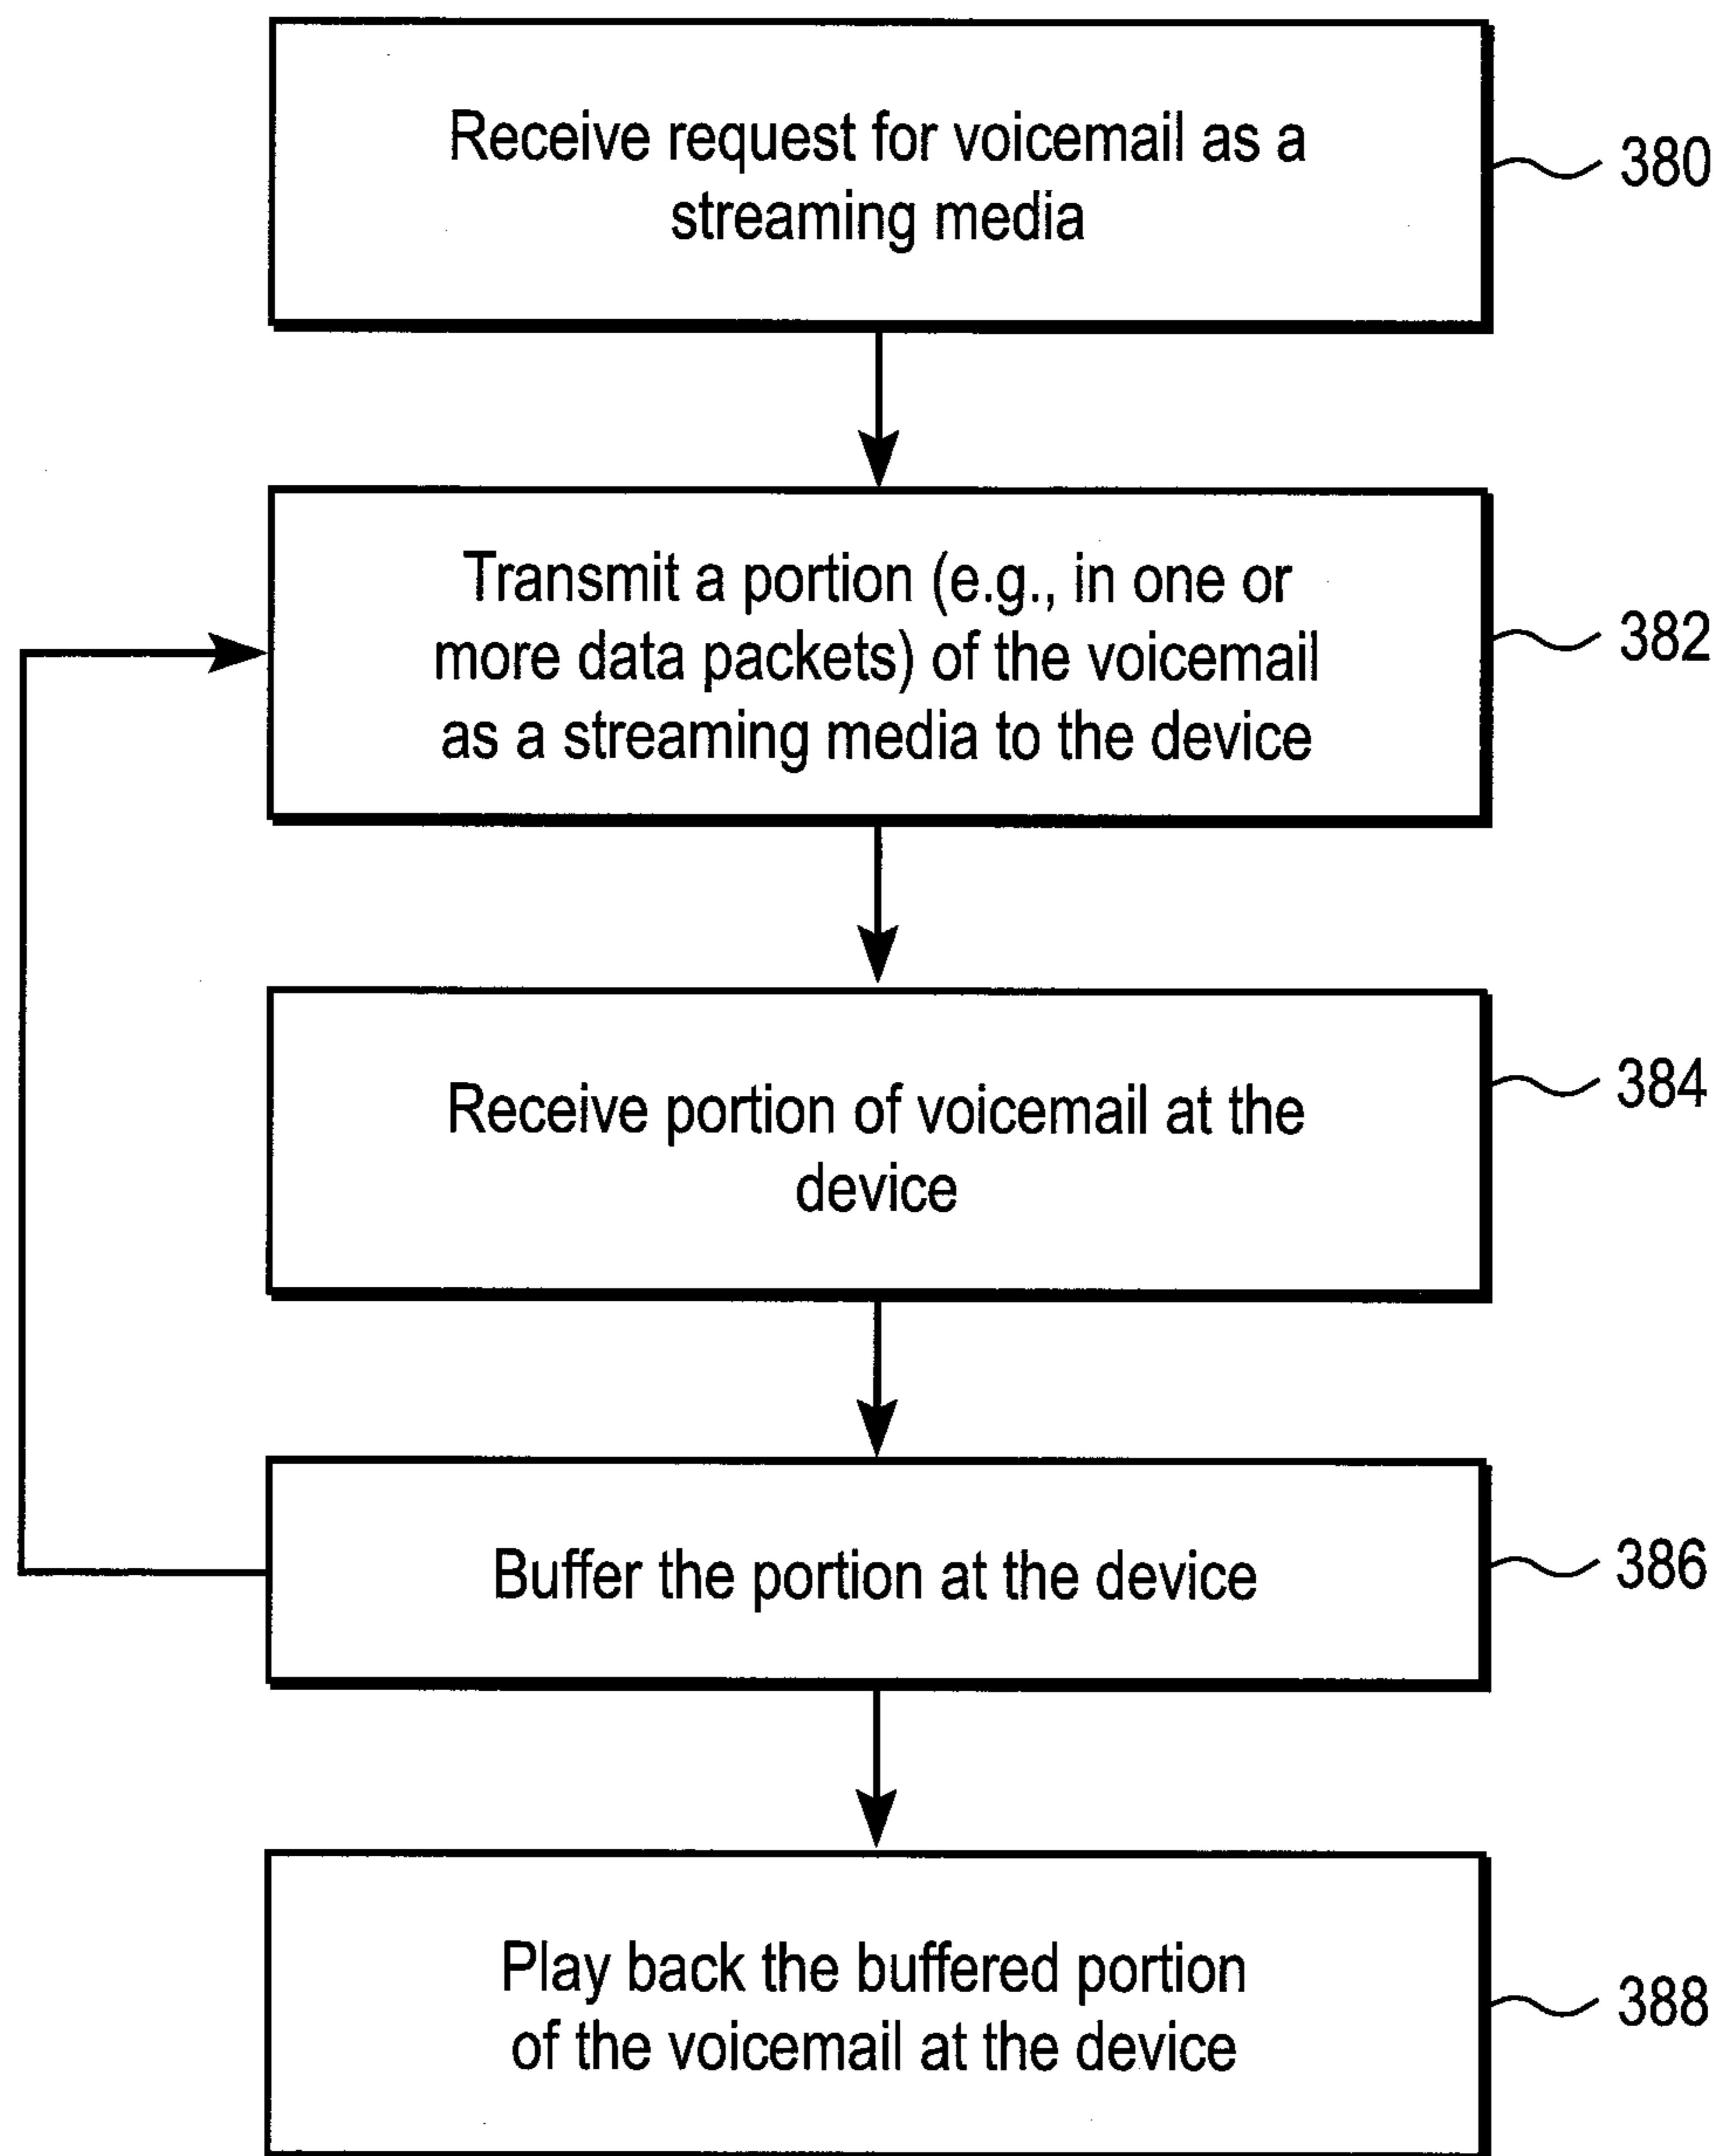 Receive request for voicemail as a
streaming media
380
Transmit a portion (e.g., in one or
more data packets) of the voicemail
as a streaming media to the device
382
Receive portion of voicemail at the
device
384
Buffer the portion at the device
386
Play back the buffered portion
of the voicemail at the device
388